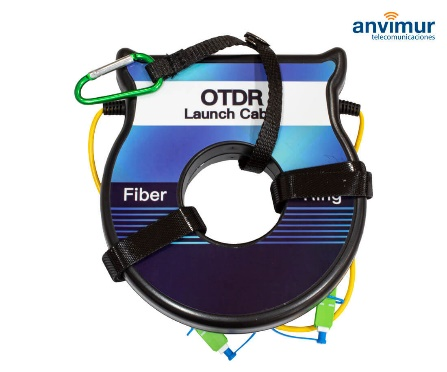 anvimur
telecomunicaciones
OTDR
Launch Cab
Fiber
Ring